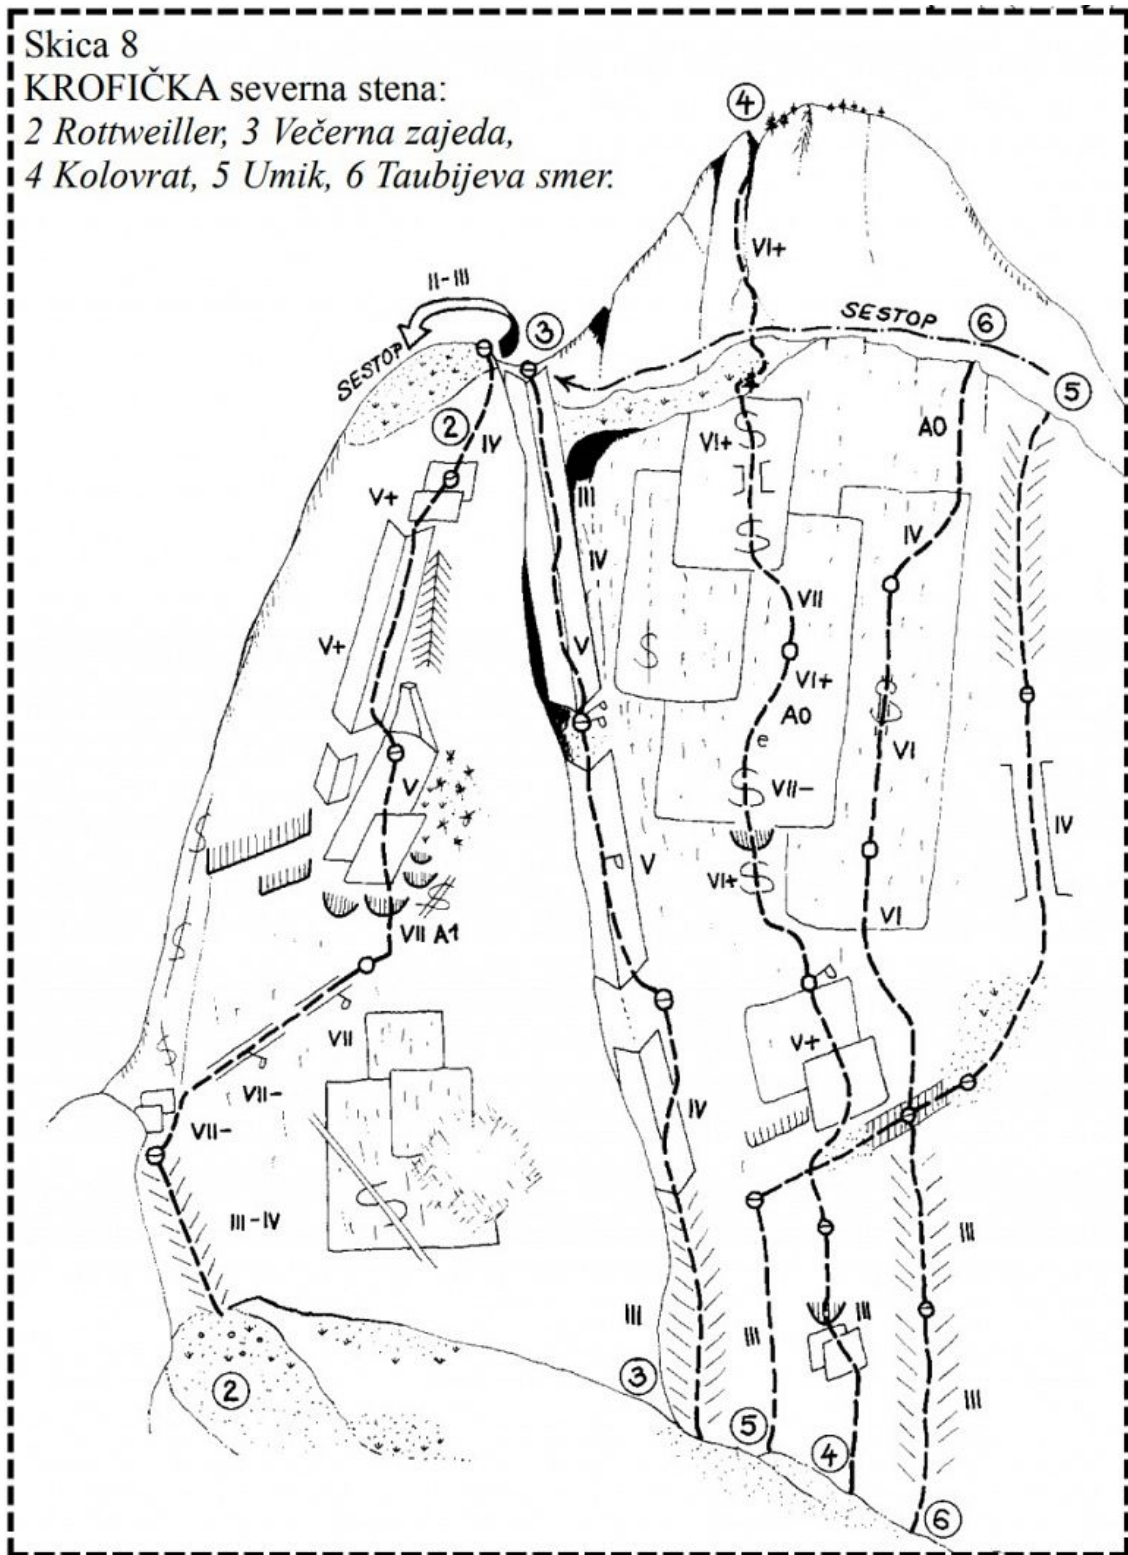 Skica 8
KROFIČKA severna stena:
2 Rottweiller, 3 Večerna zajeda,
4 Kolovrat, 5 Umik, 6 Taubijeva smer.
4
VI+
II-III
3
SESTOP
6
SESTOP
5
2
IV
A0
VI+
V+
III
IV
IV
VII
V+
V
VI+
A0
e
VI
V
VII-
IV
V
VI+
VI
VII A1
VII
V+
VII-
IV
VII-
III-IV
III
III
III
III
3
2
III
5
4
6